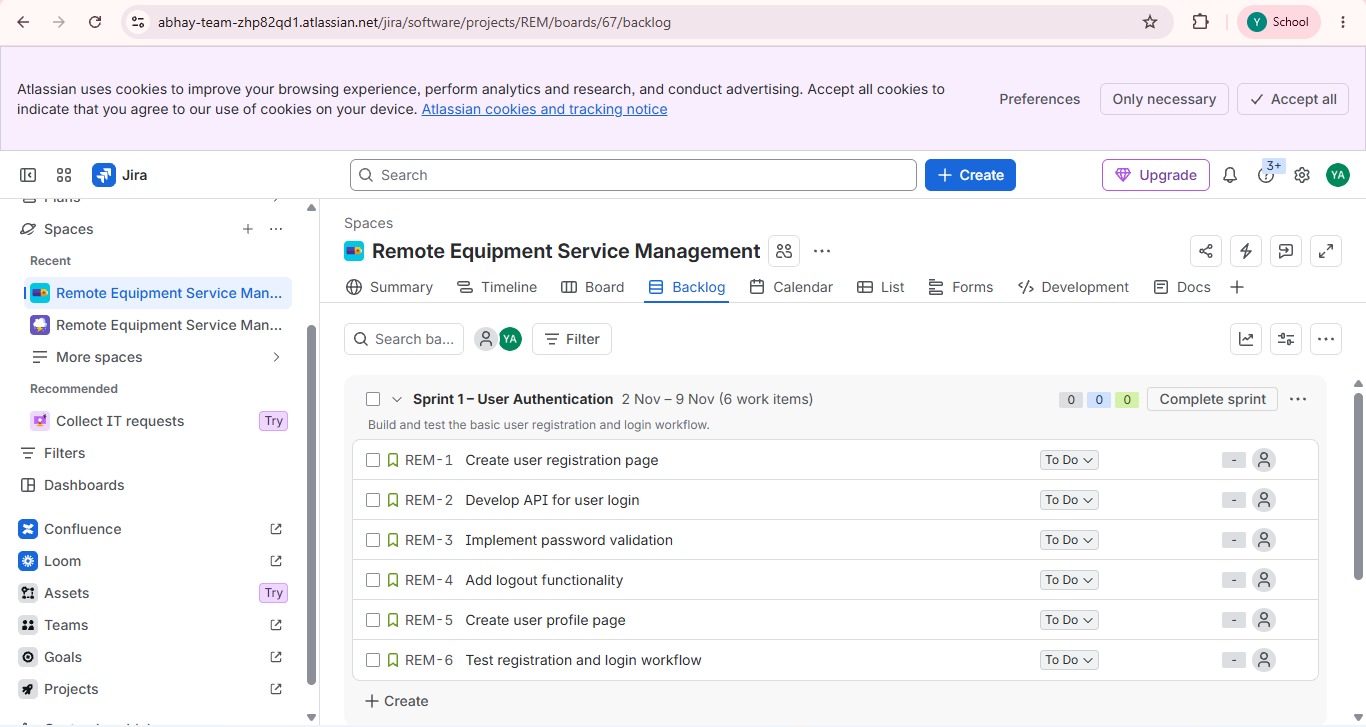 abhay-team-zhp82qd1.atlassian.net/jira/software/projects/REM/boards/67/backlog
Y School
Atlassian uses cookies to improve your browsing experience, perform analytics and research, and conduct advertising. Accept all cookies to
indicate that you agree to our use of cookies on your device. Atlassian cookies and tracking notice
Preferences
Only necessary
Accept all
Jira
Search
Create
Upgrade
3+
YA
Spaces
Recent
Remote Equipment Service Man...
Remote Equipment Service Man...
More spaces
Recommended
Collect IT requests Try
Filters
Dashboards
Confluence
Loom
Assets Try
Teams
Goals
Projects
Spaces
Remote Equipment Service Management
Summary Timeline Board Backlog Calendar List Forms Development Docs
Search ba...
YA
Filter
Sprint 1 – User Authentication 2 Nov – 9 Nov (6 work items) 0 0 0 Complete sprint
Build and test the basic user registration and login workflow.
REM-1 Create user registration page To Do -
REM-2 Develop API for user login To Do -
REM-3 Implement password validation To Do -
REM-4 Add logout functionality To Do -
REM-5 Create user profile page To Do -
REM-6 Test registration and login workflow To Do -
Create